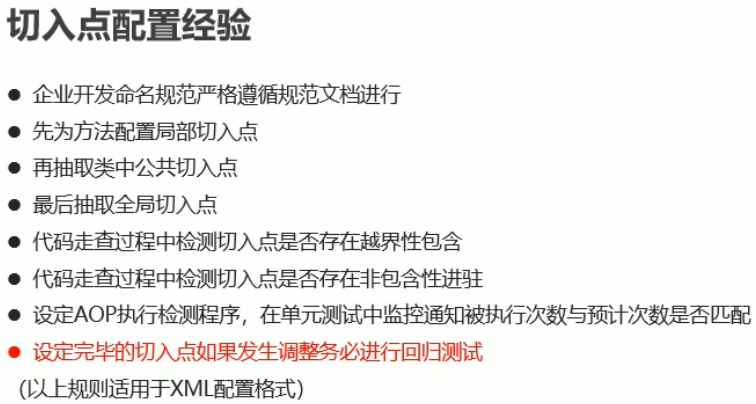 切入点配置经验
● 企业开发命名规范严格遵循规范文档进行
● 先为方法配置局部切入点
● 再抽取类中公共切入点
● 最后抽取全局切入点
● 代码走查过程中检测切入点是否存在越界性包含
● 代码走查过程中检测切入点是否存在非包含性进驻
● 设定AOP执行检测程序，在单元测试中监控通知被执行次数与预计次数是否匹配
● 设定完毕的切入点如果发生调整务必进行回归测试
（以上规则适用于XML配置格式）